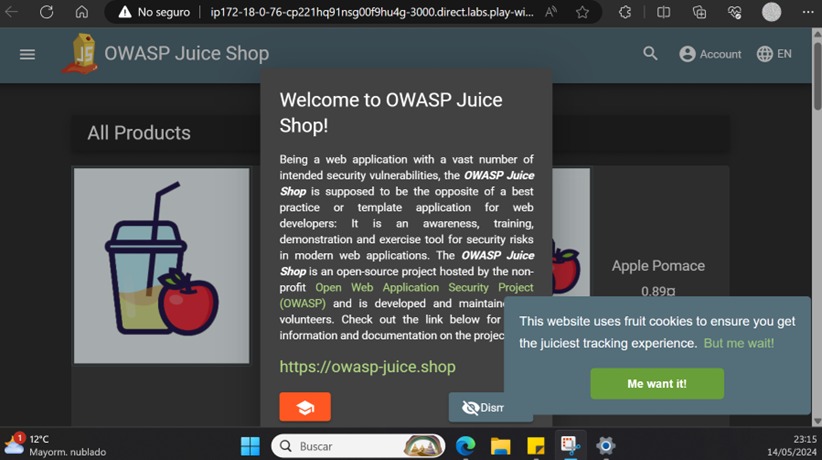 No seguro
ip172-18-0-76-cp221hq91nsg00f9hu4g-3000.direct.labs.play-wi...
OWASP Juice Shop
Account
EN
All Products
Welcome to OWASP Juice
Shop!
Being a web application with a vast number of
intended security vulnerabilities, the OWASP Juice
Shop is supposed to be the opposite of a best
practice or template application for web
developers: It is an awareness, training,
demonstration and exercise tool for security risks
in modern web applications. The OWASP Juice
Shop is an open-source project hosted by the non-
profit Open Web Application Security Project
(OWASP) and is developed and maintaine
volunteers. Check out the link below for
information and documentation on the projec
https://owasp-juice.shop
Dism
Apple Pomace
0.89¤
This website uses fruit cookies to ensure you get
the juiciest tracking experience. But me wait!
Me want it!
12°C
Mayorm. nublado
Buscar
23:15
14/05/2024